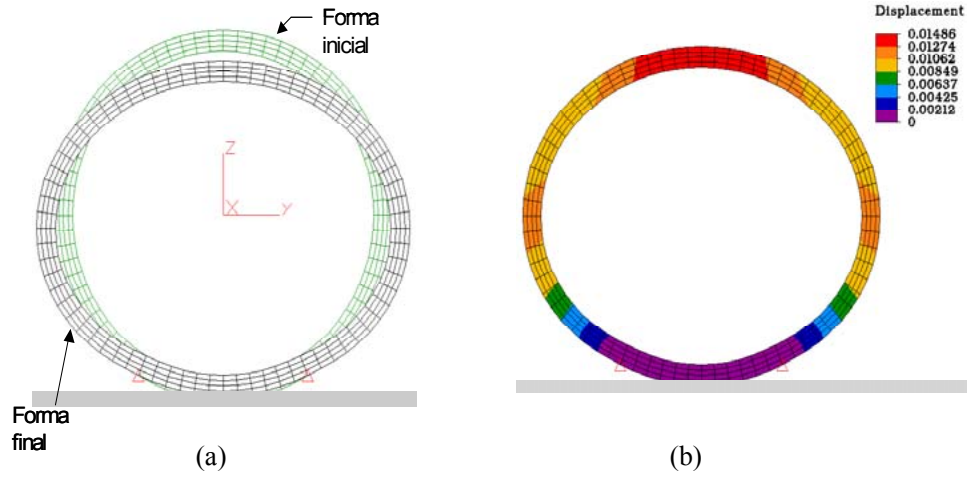 Forma
inicial
Z
X
Y
Forma
final
(a)
Displacement
0.01486
0.01274
0.01062
0.00849
0.00637
0.00425
0.00212
0
(b)